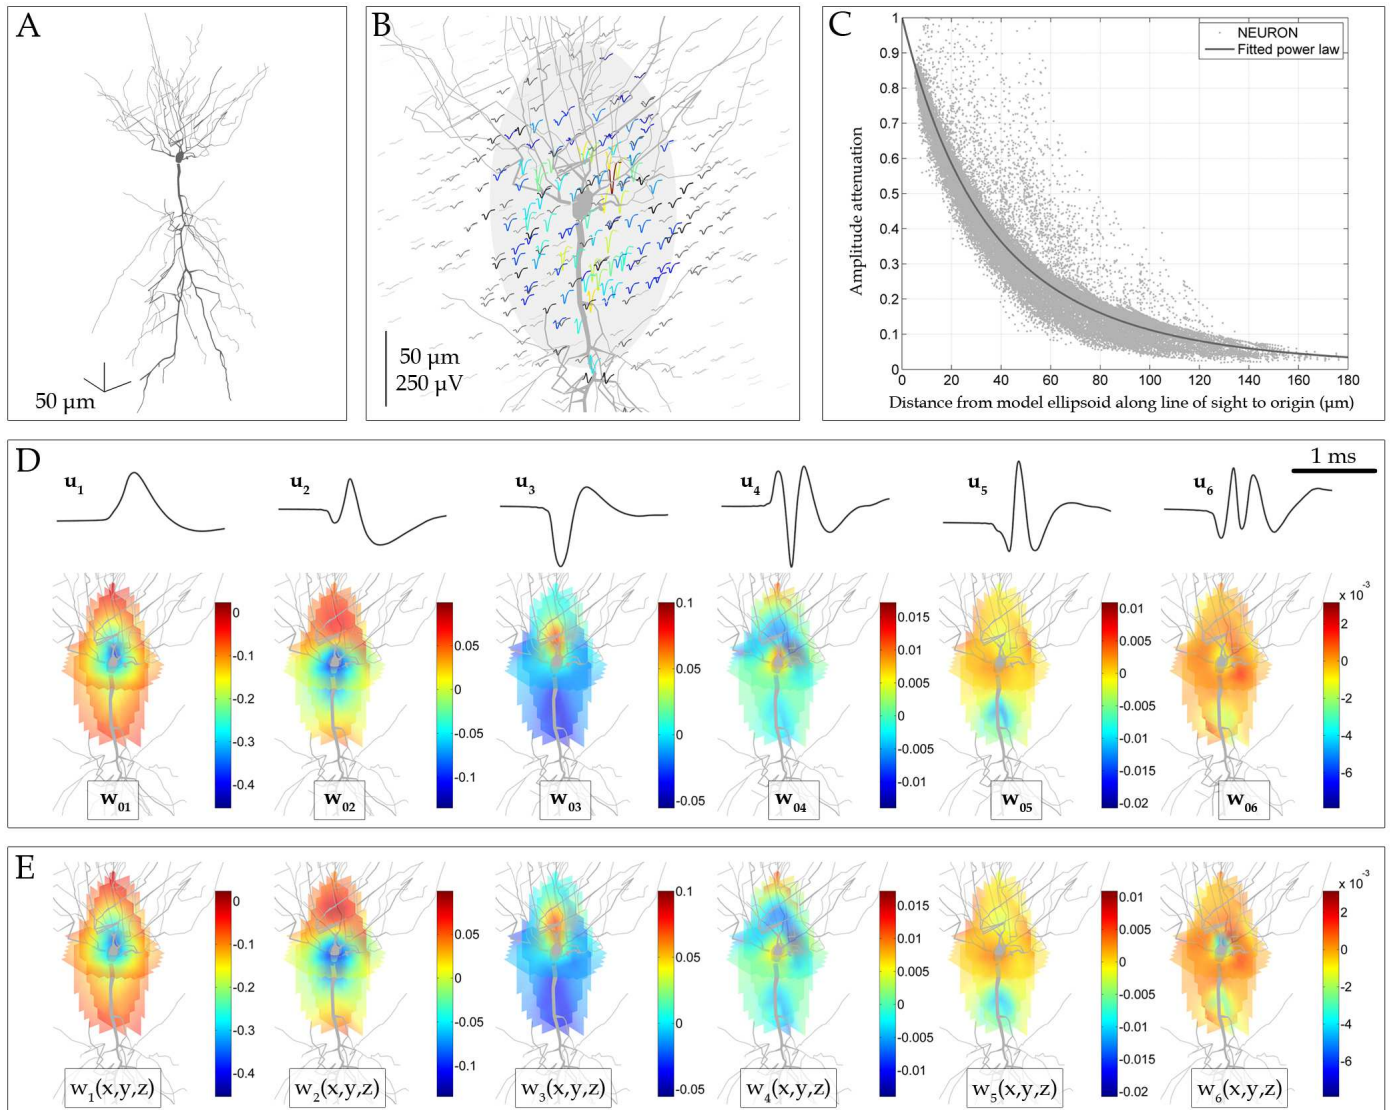 A
50 µm
B
50 µm
250 µV
C
Amplitude attenuation
1
0.9
0.8
0.7
0.6
0.5
0.4
0.3
0.2
0.1
0
0 20 40 60 80 100 120 140 160 180
Distance from model ellipsoid along line of sight to origin (µm)
NEURON
Fitted power law
D
1 ms
u1
u2
u3
u4
u5
u6
0
-0.1
-0.2
-0.3
-0.4
w01
0.05
0
-0.05
-0.1
w02
0.1
0.05
0
-0.05
w03
0.015
0.01
0.005
0
-0.005
-0.01
w04
0.01
0.005
0
-0.005
-0.01
-0.015
-0.02
w05
x 10-3
2
0
-2
-4
-6
w06
E
0
-0.1
-0.2
-0.3
-0.4
w1(x,y,z)
0.05
0
-0.05
-0.1
w2(x,y,z)
0.1
0.05
0
-0.05
w3(x,y,z)
0.015
0.01
0.005
0
-0.005
-0.01
w4(x,y,z)
0.01
0.005
0
-0.005
-0.01
-0.015
-0.02
w5(x,y,z)
x 10-3
2
0
-2
-4
-6
w6(x,y,z)